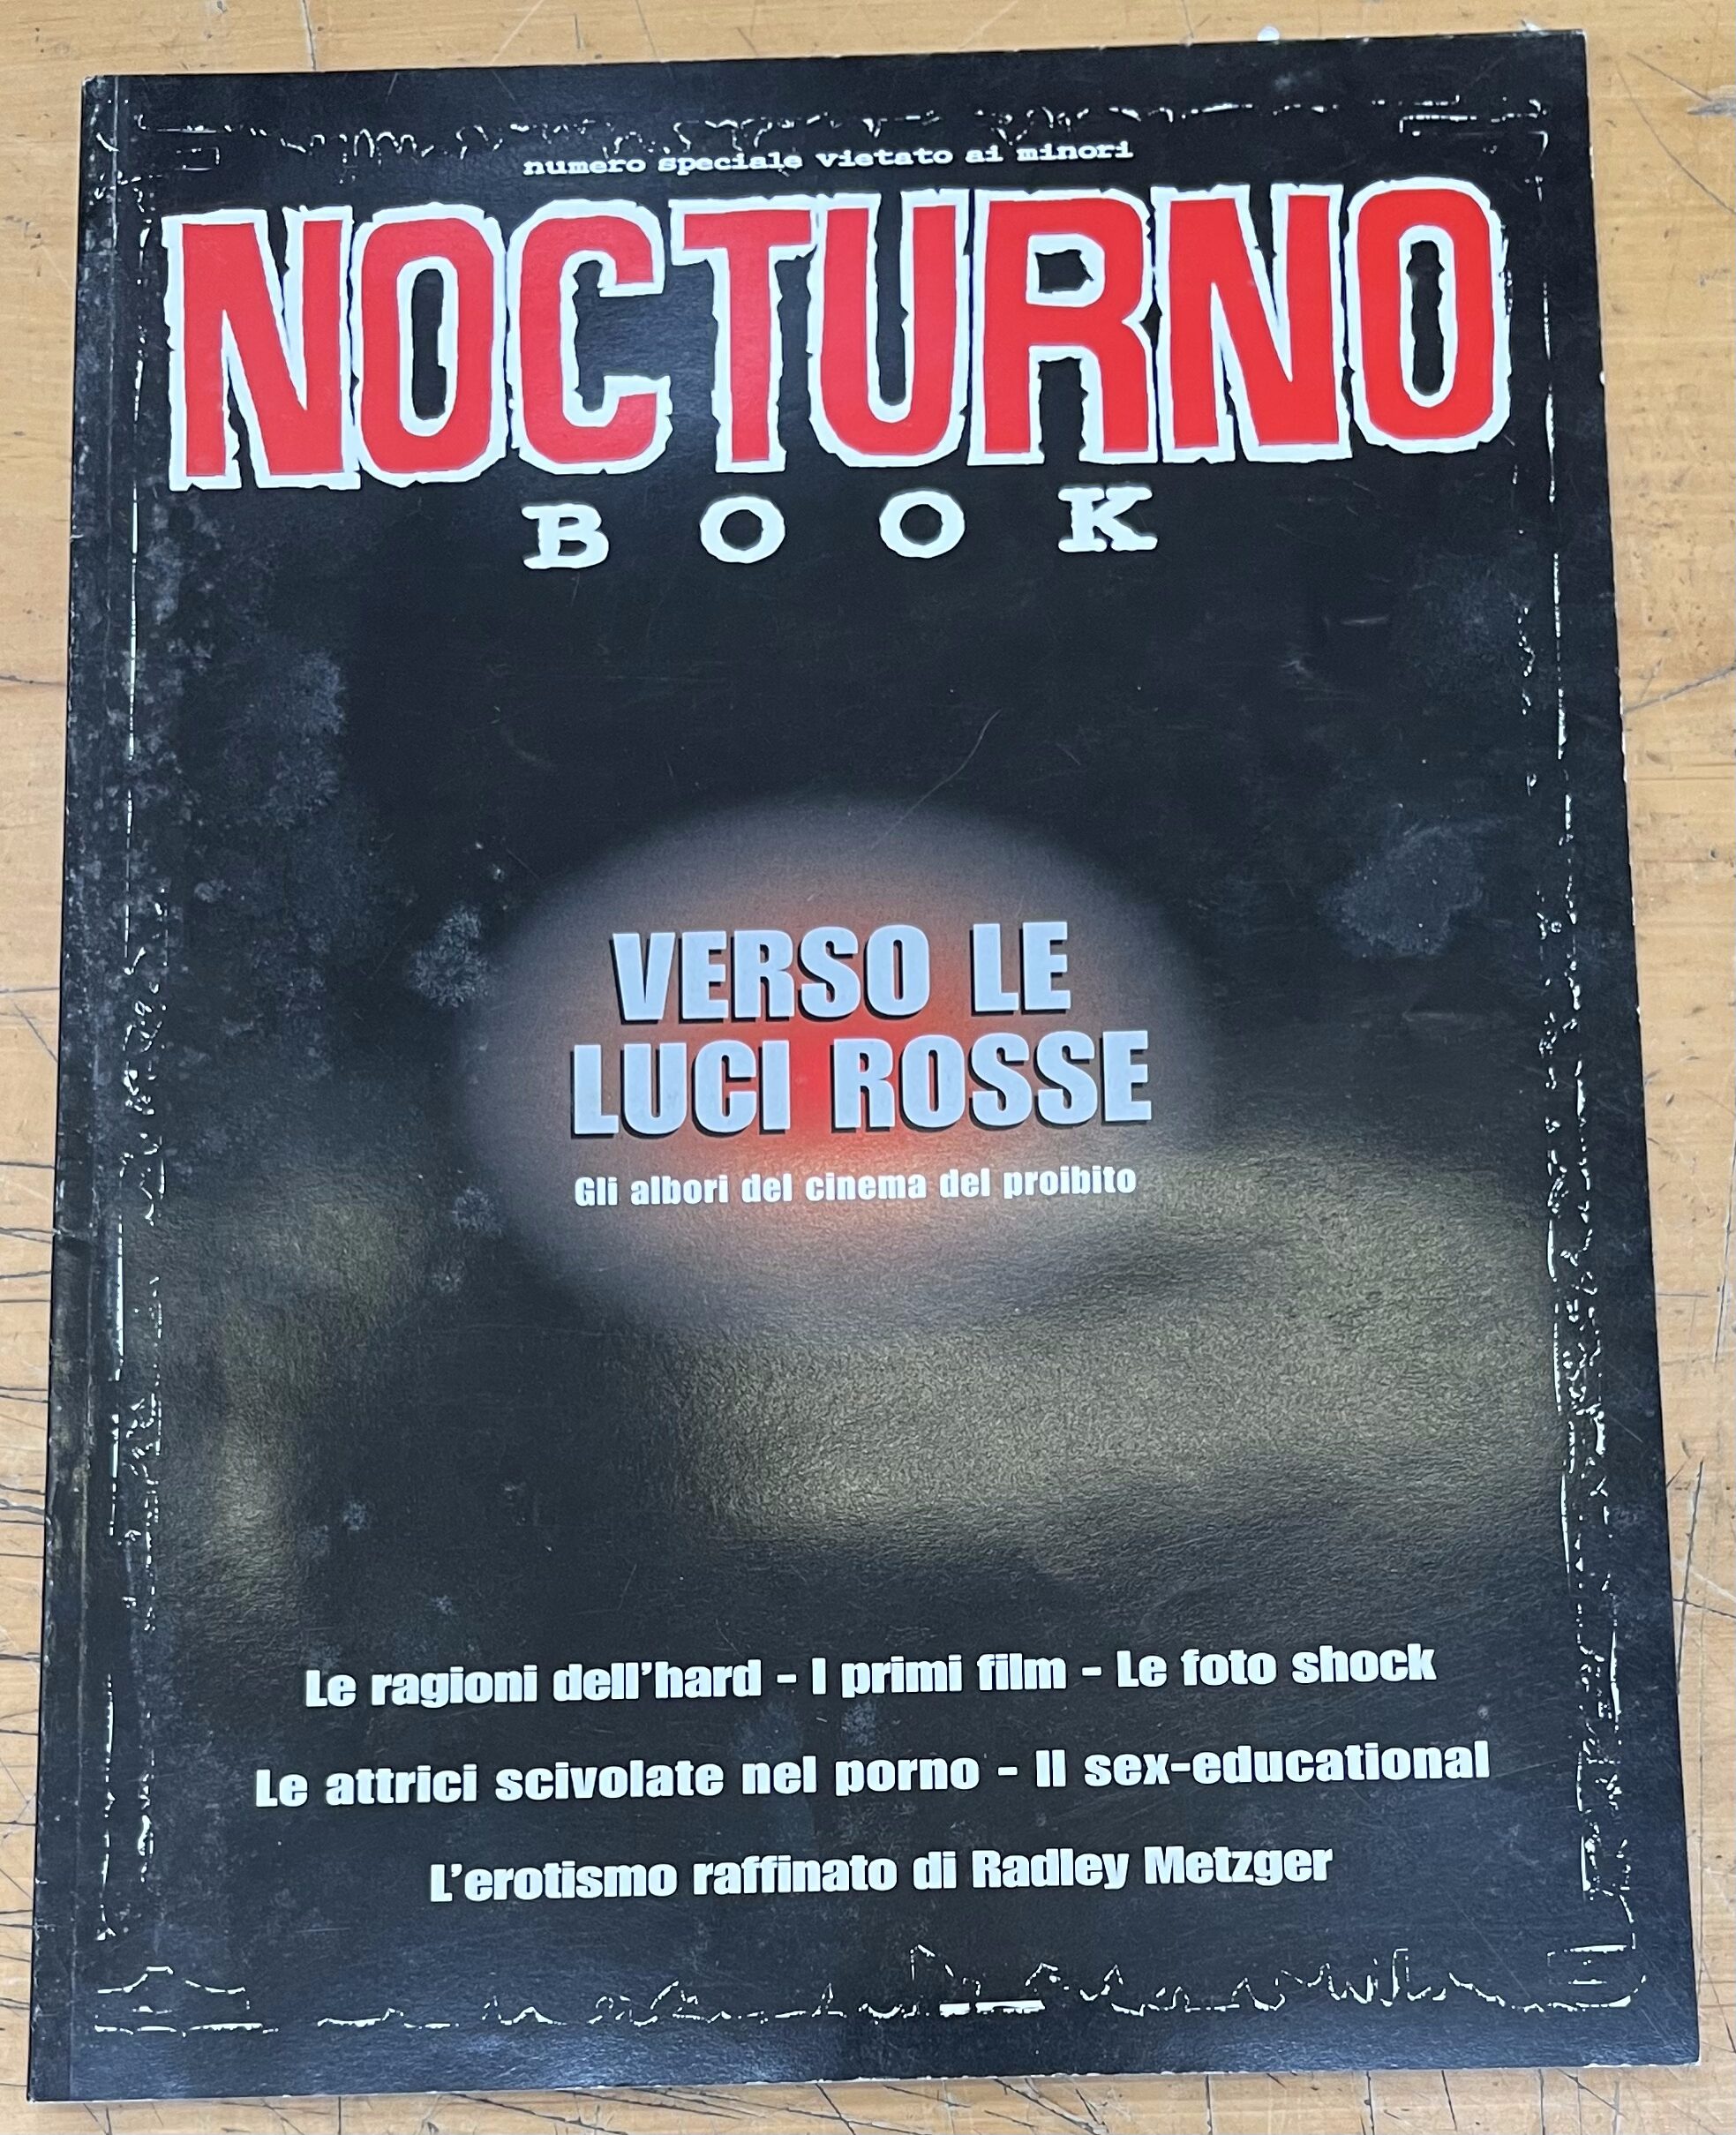 numero speciale vietato ai minori
NOCTURNO
BOOK
VERSO LE
LUCI ROSSE
Gli albori del cinema del proibito
Le ragioni dell'hard - I primi film - Le foto shock
Le attrici scivolate nel porno - Il sex-educational
L'erotismo raffinato di Radley Metzger